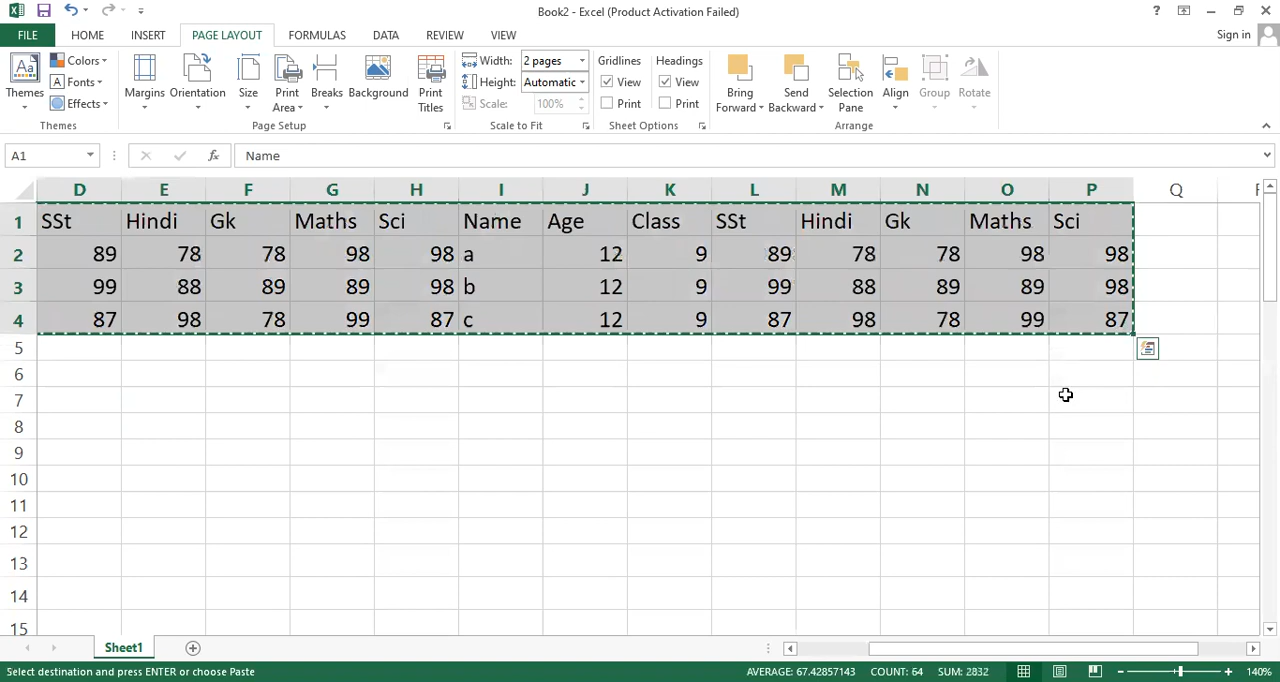 Book2 - Excel (Product Activation Failed)
? Sign in
FILE HOME INSERT PAGE LAYOUT FORMULAS DATA REVIEW VIEW
Themes Colors Fonts Effects
Margins Orientation Size Print Area Breaks Background Print Titles
Width: 2 pages
Height: Automatic
Scale: 100%
Gridlines View Print
Headings View Print
Bring Forward Send Backward Selection Pane Align Group Rotate
Themes Page Setup Scale to Fit Sheet Options Arrange
A1 fx Name
D E F G H I J K L M N O P Q
1 SSt Hindi Gk Maths Sci Name Age Class SSt Hindi Gk Maths Sci
2 89 78 78 98 98 a 12 9 89 78 78 98 98
3 99 88 89 89 98 b 12 9 99 88 89 89 98
4 87 98 78 99 87 c 12 9 87 98 78 99 87
5
6
7
8
9
10
11
12
13
14
15
Sheet1
Select destination and press ENTER or choose Paste AVERAGE: 67.42857143 COUNT: 64 SUM: 2832 140%